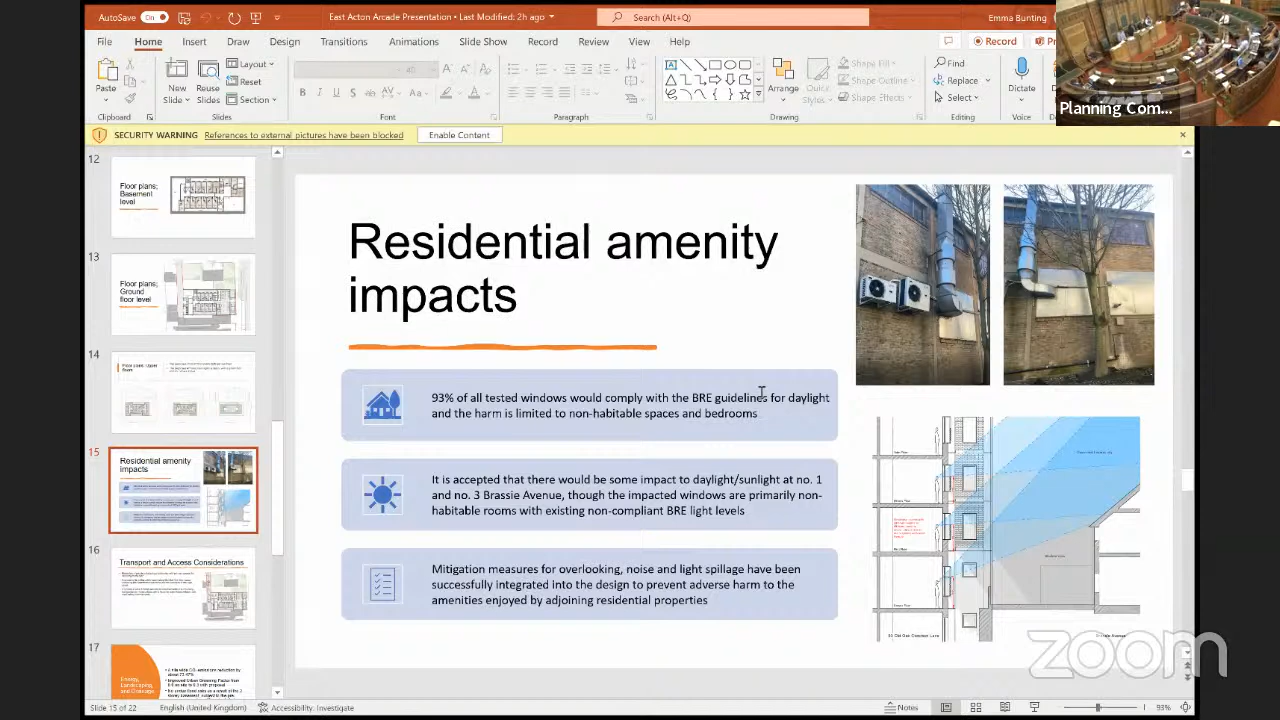 AutoSave On
East Acton Arcade Presentation • Last Modified: 2h ago
Search (Alt+Q)
Emma Bunting
File Home Insert Draw Design Transitions Animations Slide Show Record Review View Help
Record
Paste
New Slide
Reuse Slides
Layout
Reset
Section
Arrange
Quick Styles
Shape Fill
Shape Outline
Shape Effects
Find
Replace
Select
Dictate
Clipboard
Slides
Font
Paragraph
Drawing
Editing
Voice
Planning Com...
SECURITY WARNING References to external pictures have been blocked
Enable Content
12
Floor plans;
Basement
level
13
Floor plans;
Ground
floor level
14
15
Residential amenity
impacts
16
Transport and Access Considerations
17
Energy,
Landscaping,
and Drainage
Residential amenity
impacts
93% of all tested windows would comply with the BRE guidelines for daylight
and the harm is limited to non-habitable spaces and bedrooms
It is accepted that there would be some impact to daylight/sunlight at no. 1
and no. 3 Brassie Avenue, though the impacted windows are primarily non-
habitable rooms with existing non-compliant BRE light levels
Mitigation measures for overlooking, noise and light spillage have been
successfully integrated into the design to prevent adverse harm to the
amenities enjoyed by adjoining residential properties
zoom
Slide 15 of 22
English (United Kingdom)
Accessibility: Investigate
Notes
93%